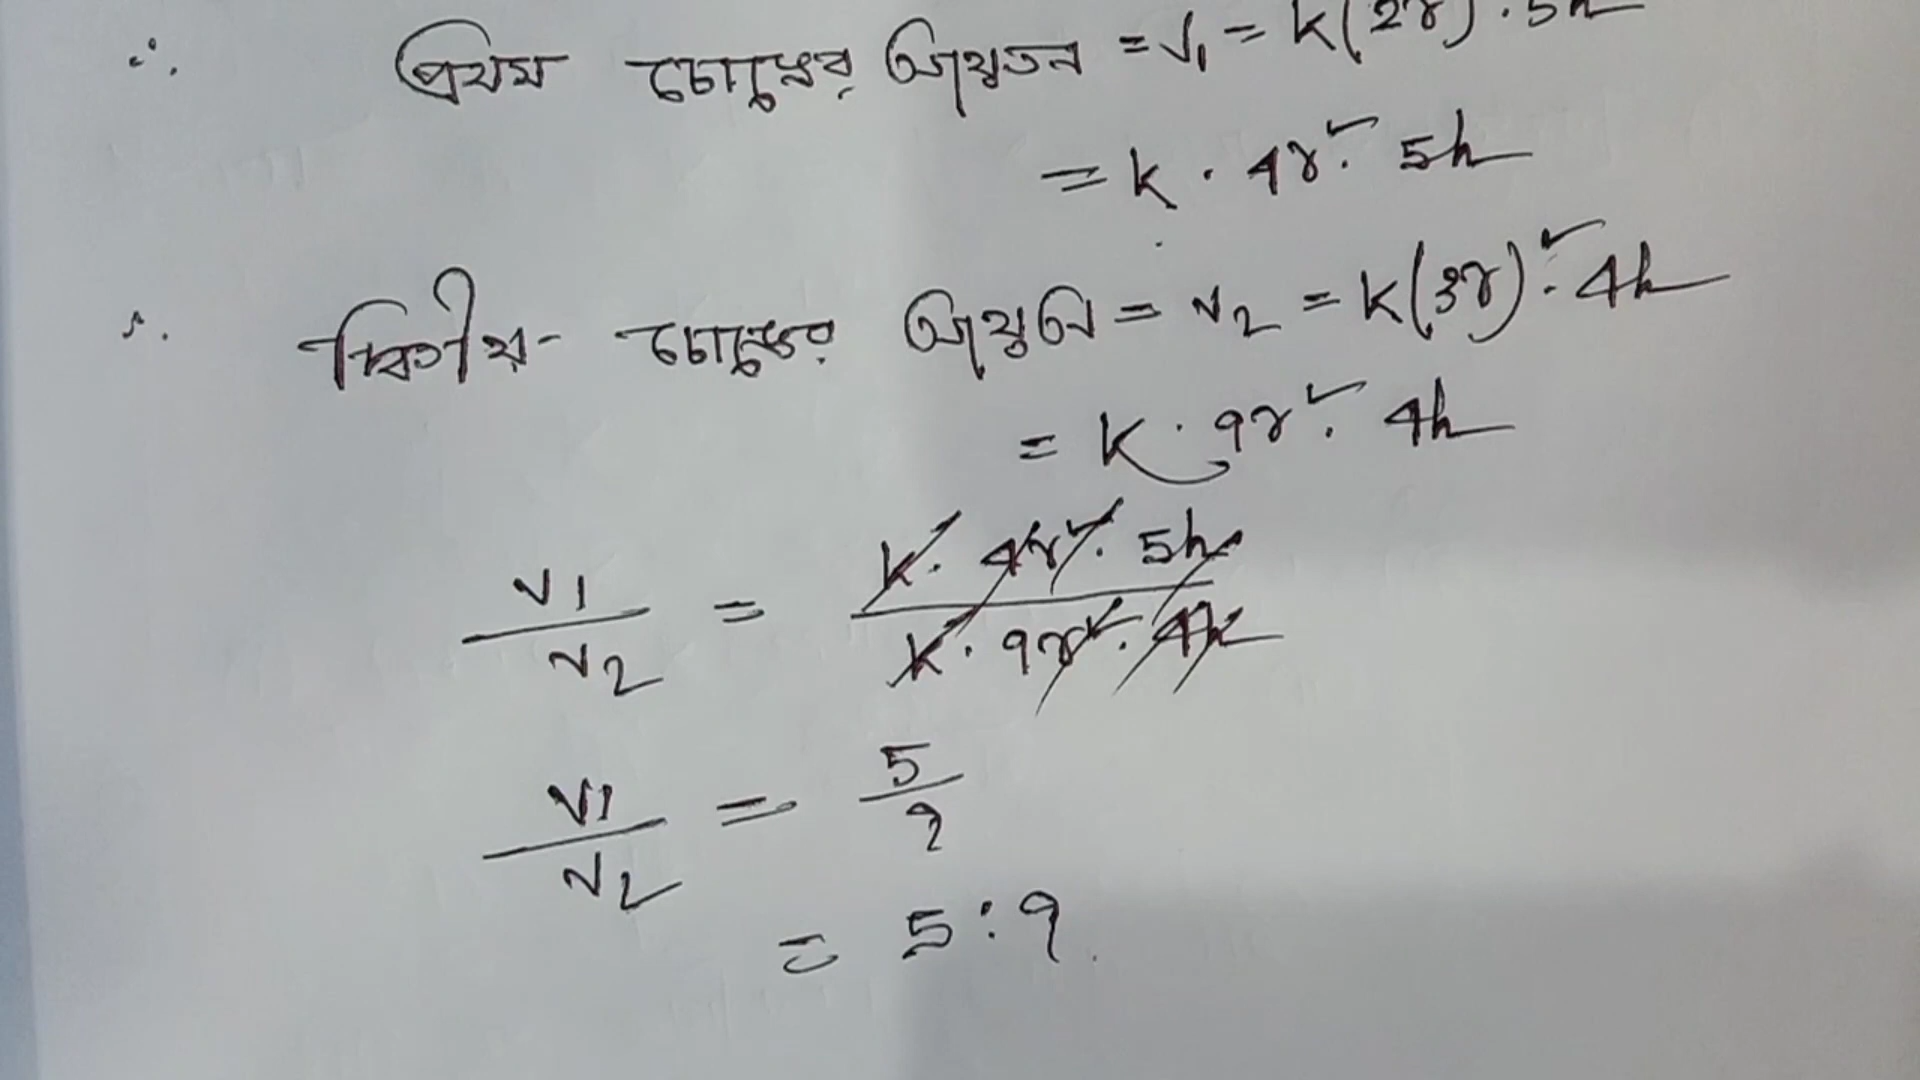 ∴ প্রথম চোঙের আয়তন = V₁ = K(2r)². 5h
= K . 4r². 5h
∴ দ্বিতীয় চোঙের আয়তন = V₂ = K(3r)². 4h
= K . 9r². 4h
V1/V2 = K. 4r². 5h / K. 9r². 4h
V1/V2 = 5/9
= 5 : 9